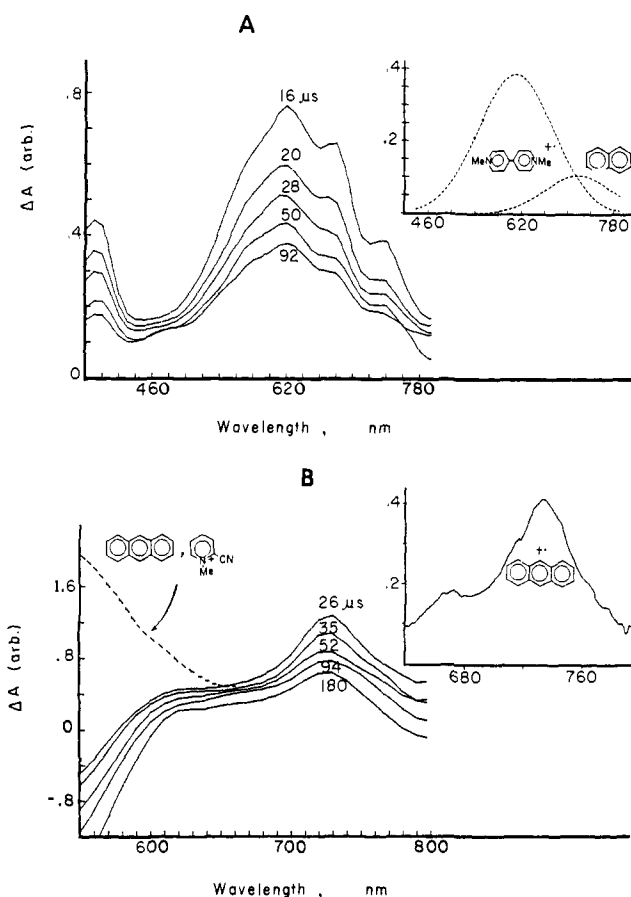 A
ΔA (arb.)
.8
.4
0
16 μs
20
28
50
92
460 620 780
Wavelength , nm
.4
.2
MeN NMe
+·
460 620 780
B
ΔA (arb.)
1.6
.8
0
-.8
, N+ CN
Me
26 μs
35
52
94
180
600 700 800
Wavelength , nm
.4
.2
+·
680 760